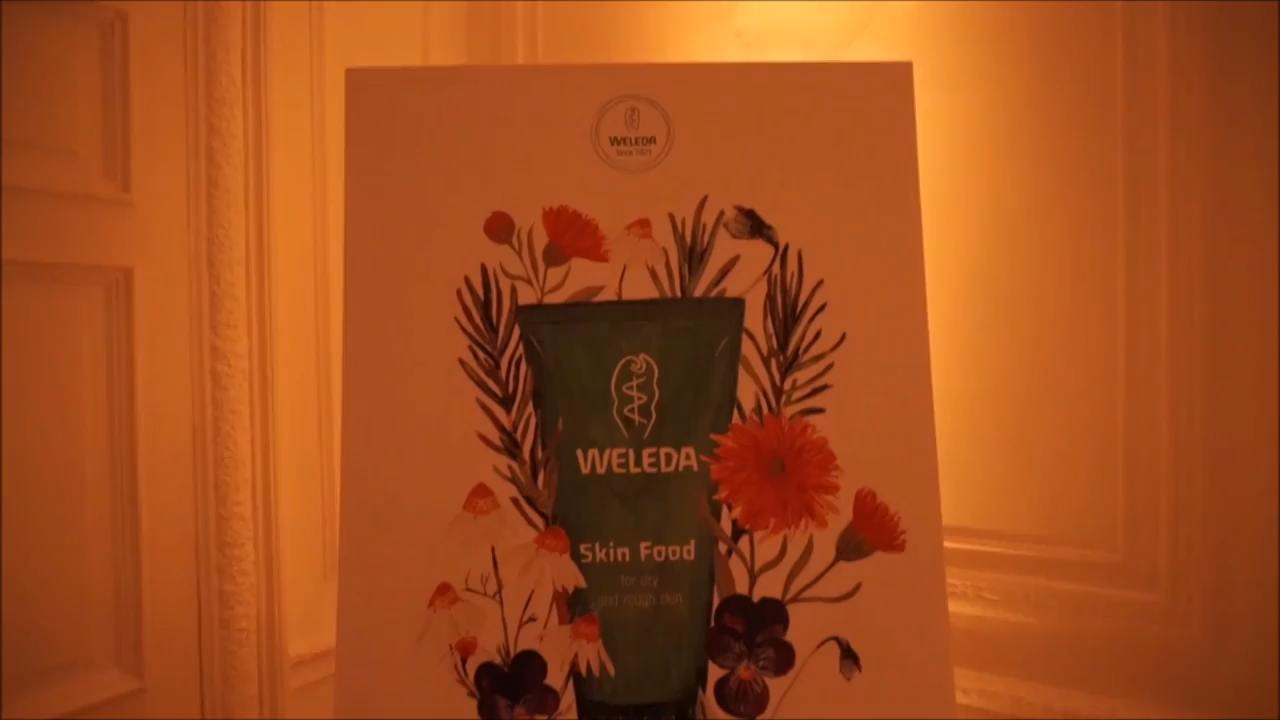 WELEDA
Since 1921
WELEDA
Skin Food
for dry
and rough skin